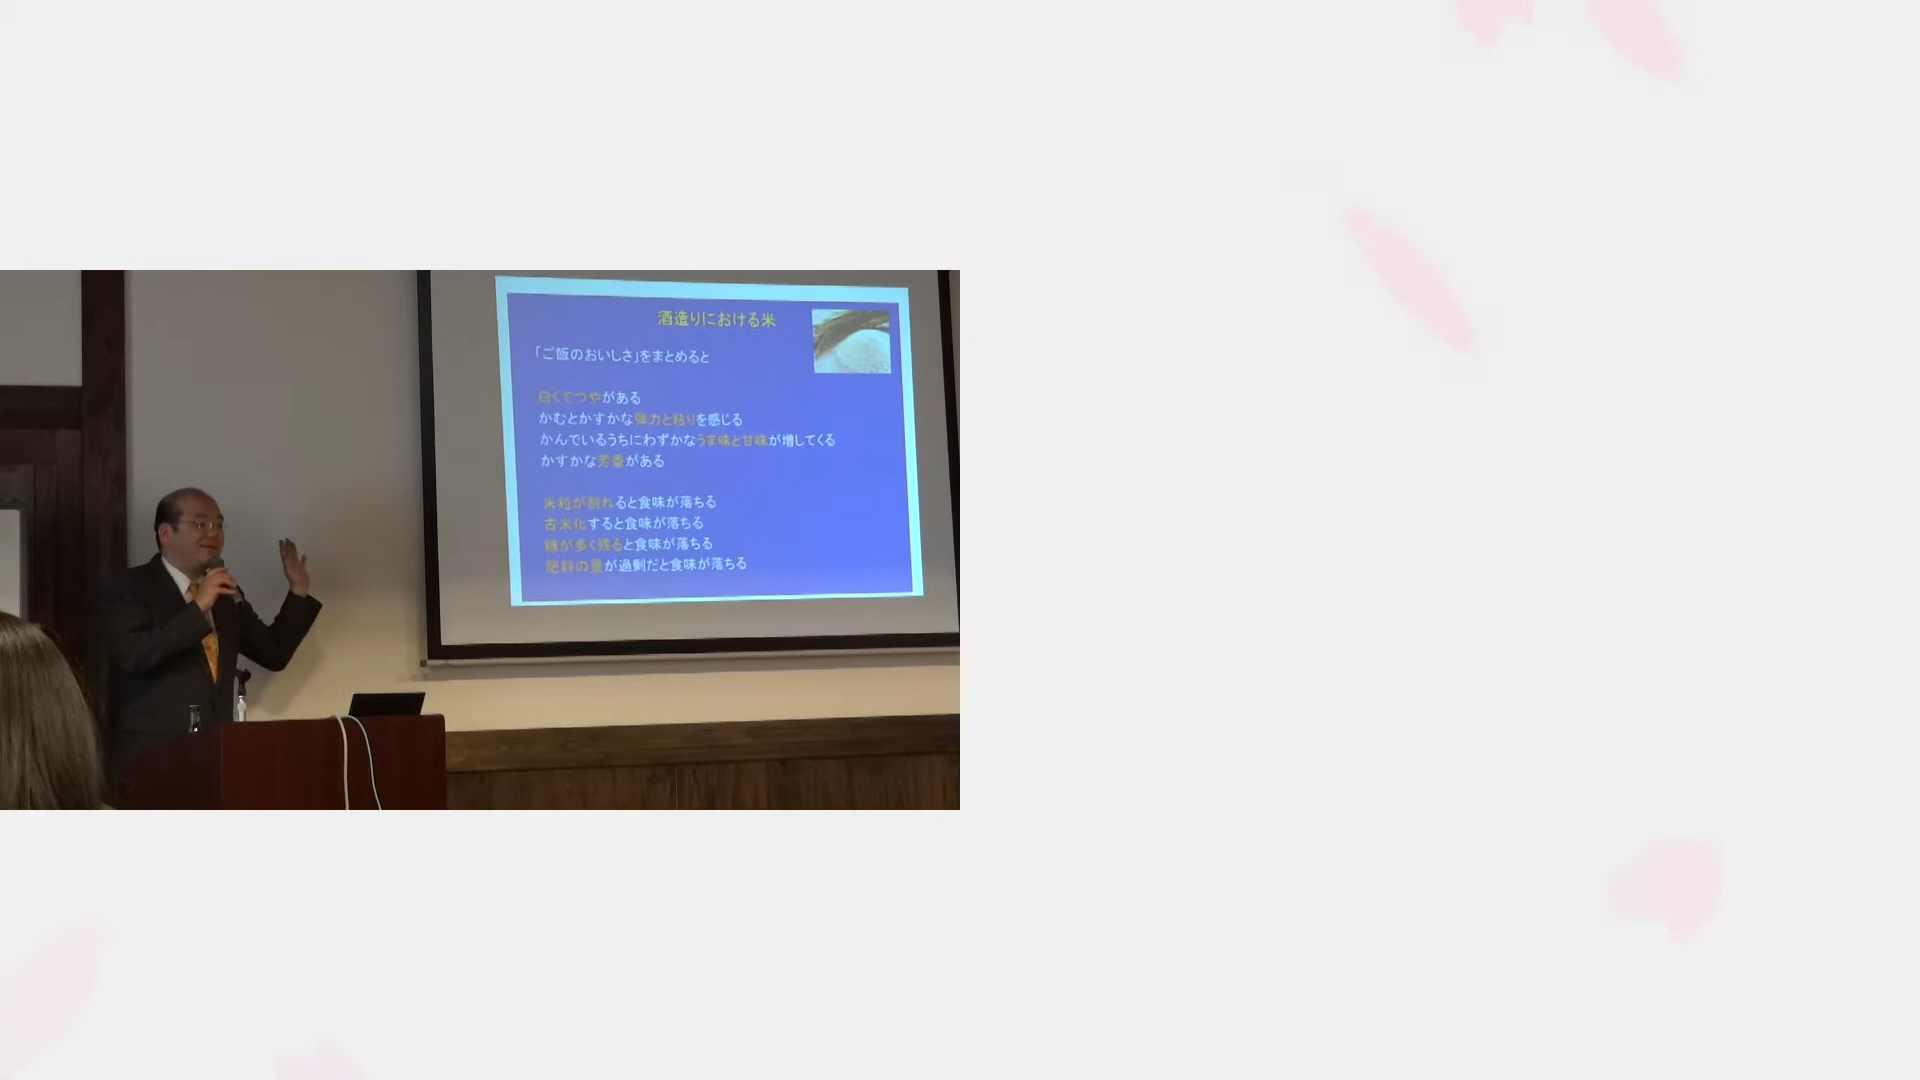 酒造りにおける米
「ご飯のおいしさ」をまとめると
白くてつやがある
かむとかすかな弾力と粘りを感じる
かんでいるうちにわずかなうま味と甘味が増してくる
かすかな芳香がある
米粒が割れると食味が落ちる
古米化すると食味が落ちる
が多く残ると食味が落ちる
肥料の量が過剰だと食味が落ちる